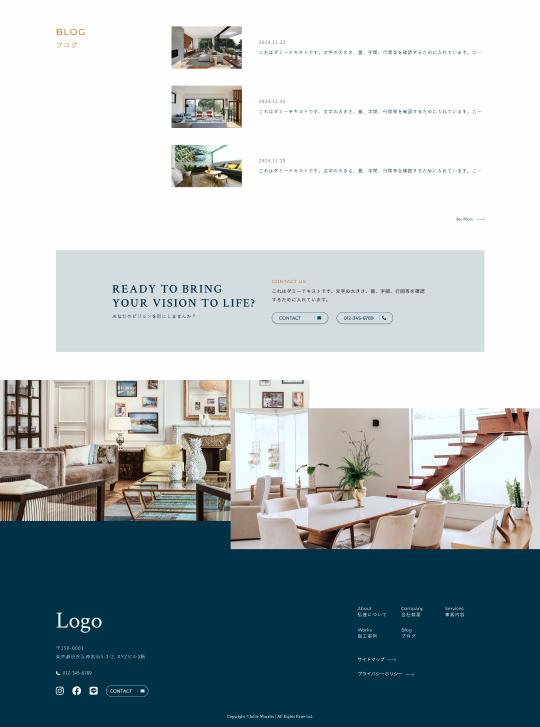 BLOG
ブログ
2024.11.23
これはダミーテキストです。文字の大きさ、量、字間、行間等を確認するために入れています。こ…
2024.11.23
これはダミーテキストです。文字の大きさ、量、字間、行間等を確認するために入れています。こ…
2024.11.23
これはダミーテキストです。文字の大きさ、量、字間、行間等を確認するために入れています。こ…
See More
READY TO BRING
YOUR VISION TO LIFE?
あなたのビジョンを形にしませんか？
CONTACT US
これはダミーテキストです。文字の大きさ、量、字間、行間等を確認
するために入れています。
CONTACT
012-345-6789
Logo
〒150-0001
東京都渋谷区神宮前1-2-2, XYZビル2階
012-345-6789
CONTACT
About
私達について
Company
会社概要
Services
事業内容
Works
施工事例
Blog
ブログ
サイトマップ
プライバシーポリシー
Copyright © Julie Morales | All Rights Reserved.